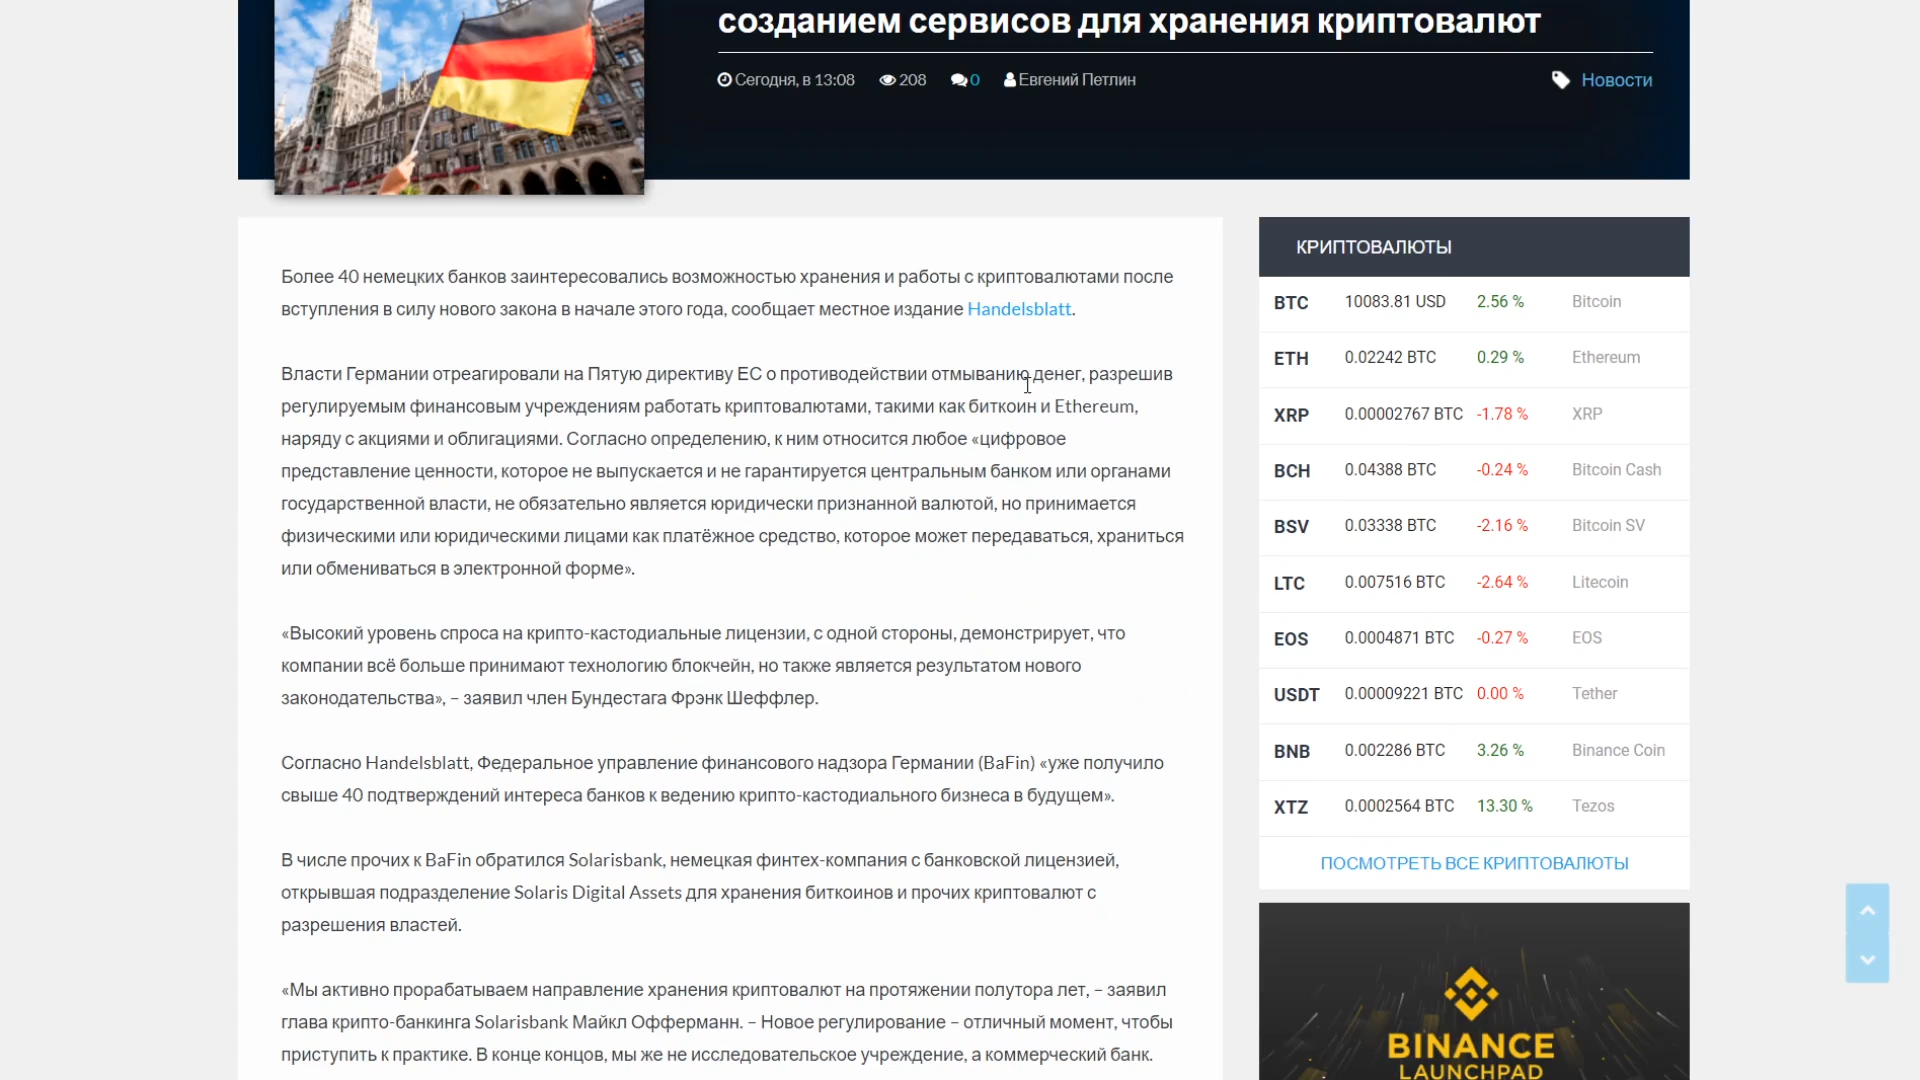 созданием сервисов для хранения криптовалют
Сегодня, в 13:08 208 0 Евгений Петлин Новости
Более 40 немецких банков заинтересовались возможностью хранения и работы с криптовалютами после
вступления в силу нового закона в начале этого года, сообщает местное издание Handelsblatt.
Власти Германии отреагировали на Пятую директиву ЕС о противодействии отмыванию денег, разрешив
регулируемым финансовым учреждениям работать криптовалютами, такими как биткоин и Ethereum,
наряду с акциями и облигациями. Согласно определению, к ним относится любое «цифровое
представление ценности, которое не выпускается и не гарантируется центральным банком или органами
государственной власти, не обязательно является юридически признанной валютой, но принимается
физическими или юридическими лицами как платёжное средство, которое может передаваться, храниться
или обмениваться в электронной форме».
«Высокий уровень спроса на крипто-кастодиальные лицензии, с одной стороны, демонстрирует, что
компании всё больше принимают технологию блокчейн, но также является результатом нового
законодательства», – заявил член Бундестага Фрэнк Шеффлер.
Согласно Handelsblatt, Федеральное управление финансового надзора Германии (BaFin) «уже получило
свыше 40 подтверждений интереса банков к ведению крипто-кастодиального бизнеса в будущем».
В числе прочих к BaFin обратился Solarisbank, немецкая финтех-компания с банковской лицензией,
открывшая подразделение Solaris Digital Assets для хранения биткоинов и прочих криптовалют с
разрешения властей.
«Мы активно прорабатываем направление хранения криптовалют на протяжении полутора лет, – заявил
глава крипто-банкинга Solarisbank Майкл Офферманн. – Новое регулирование – отличный момент, чтобы
приступить к практике. В конце концов, мы же не исследовательское учреждение, а коммерческий банк.
КРИПТОВАЛЮТЫ
BTC 10083.81 USD 2.56 % Bitcoin
ETH 0.02242 BTC 0.29 % Ethereum
XRP 0.00002767 BTC -1.78 % XRP
BCH 0.04388 BTC -0.24 % Bitcoin Cash
BSV 0.03338 BTC -2.16 % Bitcoin SV
LTC 0.007516 BTC -2.64 % Litecoin
EOS 0.0004871 BTC -0.27 % EOS
USDT 0.00009221 BTC 0.00 % Tether
BNB 0.002286 BTC 3.26 % Binance Coin
XTZ 0.0002564 BTC 13.30 % Tezos
ПОСМОТРЕТЬ ВСЕ КРИПТОВАЛЮТЫ
BINANCE
LAUNCHPAD